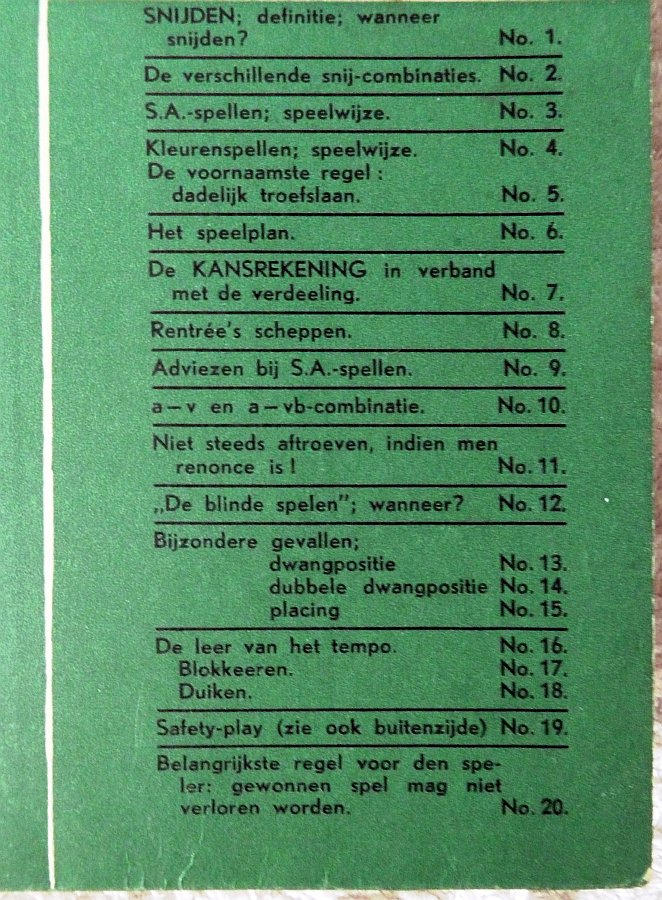 SNIJDEN; definitie; wanneer
snijden? No. 1.
De verschillende snij-combinaties. No. 2.
S.A.-spellen; speelwijze. No. 3.
Kleurenspellen; speelwijze. No. 4.
De voornaamste regel:
dadelijk troefslaan. No. 5.
Het speelplan. No. 6.
De KANSREKENING in verband
met de verdeeling. No. 7.
Rentrée's scheppen. No. 8.
Adviezen bij S.A.-spellen. No. 9.
a—v en a—vb-combinatie. No. 10.
Niet steeds aftroeven, indien men
renonce is! No. 11.
„De blinde spelen"; wanneer? No. 12.
Bijzondere gevallen;
dwangpositie No. 13.
dubbele dwangpositie No. 14.
placing No. 15.
De leer van het tempo. No. 16.
Blokkeeren. No. 17.
Duiken. No. 18.
Safety-play (zie ook buitenzijde) No. 19.
Belangrijkste regel voor den spe-
ler: gewonnen spel mag niet
verloren worden. No. 20.